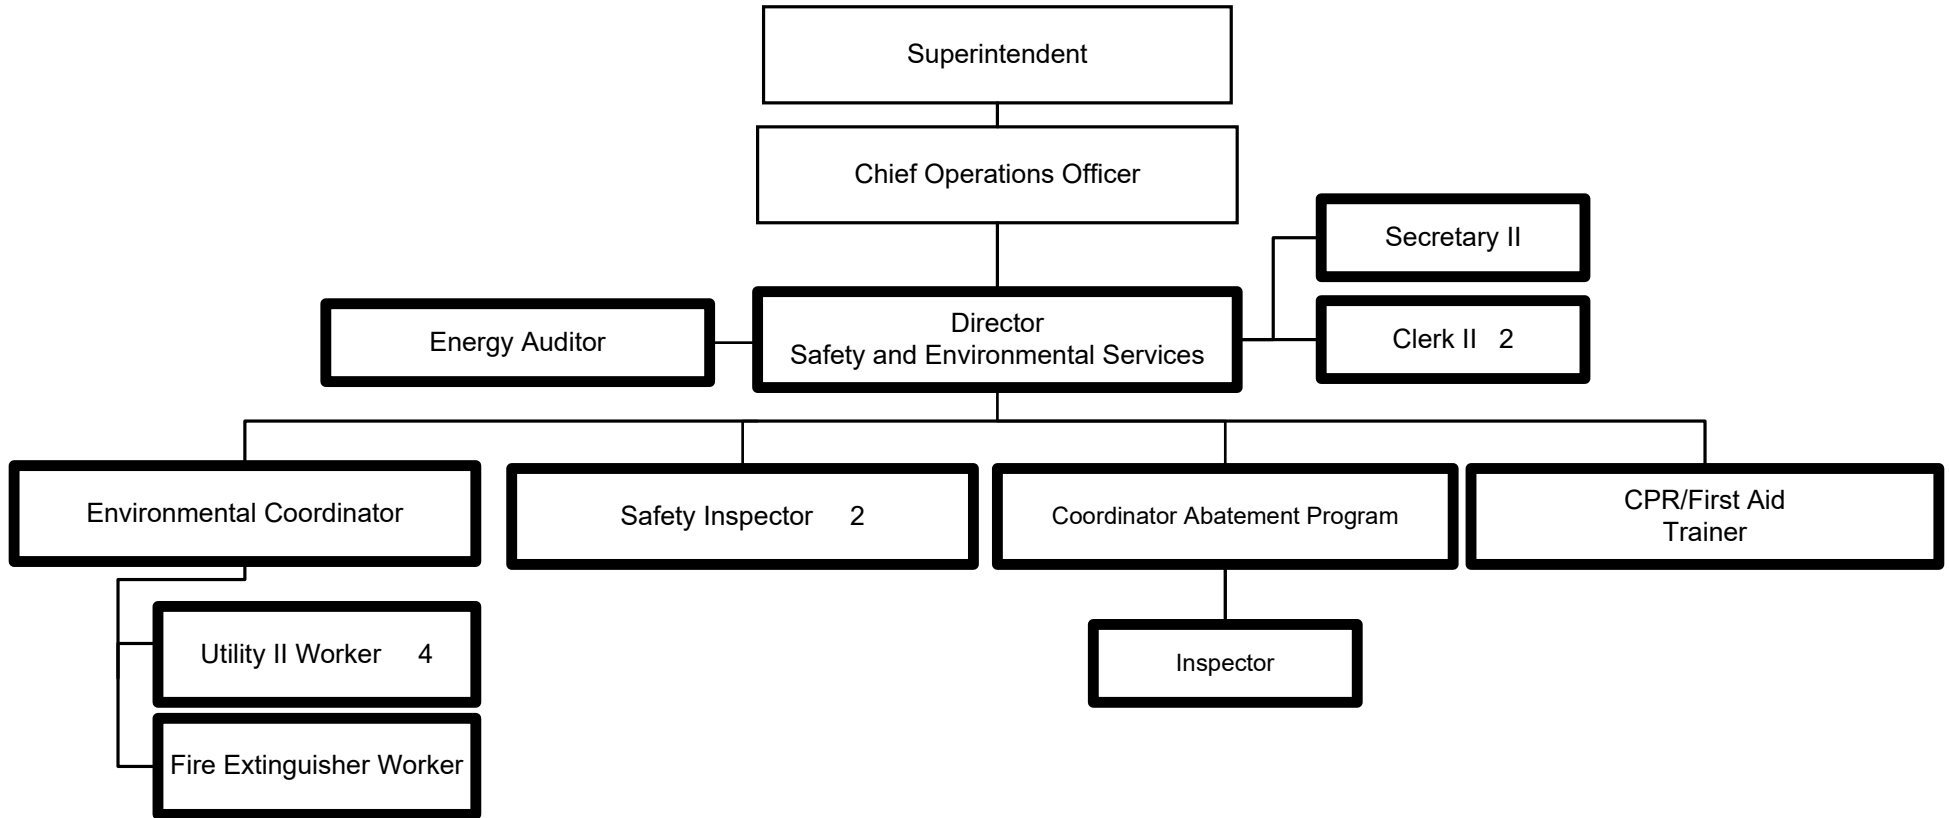 Superintendent
Chief Operations Officer
Secretary II
Energy Auditor
Director
Safety and Environmental Services
Clerk II 2
Environmental Coordinator
Safety Inspector 2
Coordinator Abatement Program
CPR/First Aid
Trainer
Utility II Worker 4
Inspector
Fire Extinguisher Worker